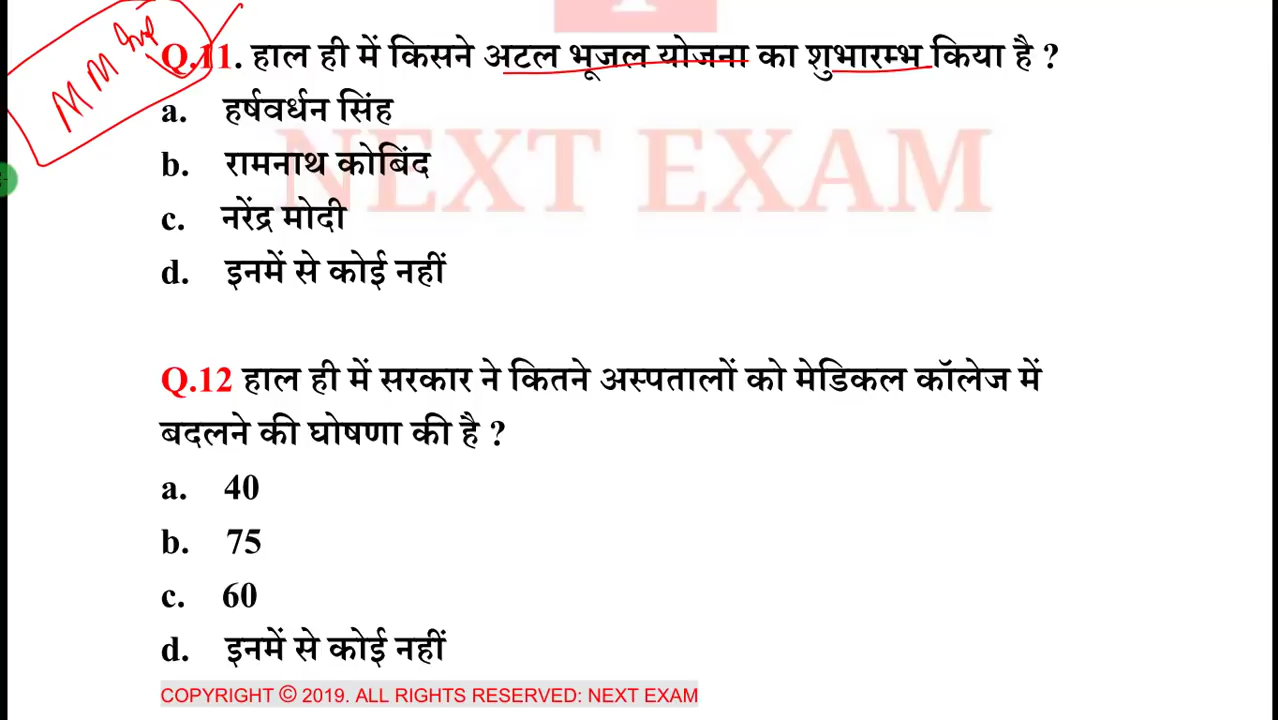 M M Imp
Q.11. हाल ही में किसने अटल भूजल योजना का शुभारम्भ किया है ?
a. हर्षवर्धन सिंह
b. रामनाथ कोबिंद
c. नरेंद्र मोदी
d. इनमें से कोई नहीं
NEXT EXAM
Q.12 हाल ही में सरकार ने कितने अस्पतालों को मेडिकल कॉलेज में
बदलने की घोषणा की है ?
a. 40
b. 75
c. 60
d. इनमें से कोई नहीं
COPYRIGHT © 2019. ALL RIGHTS RESERVED: NEXT EXAM